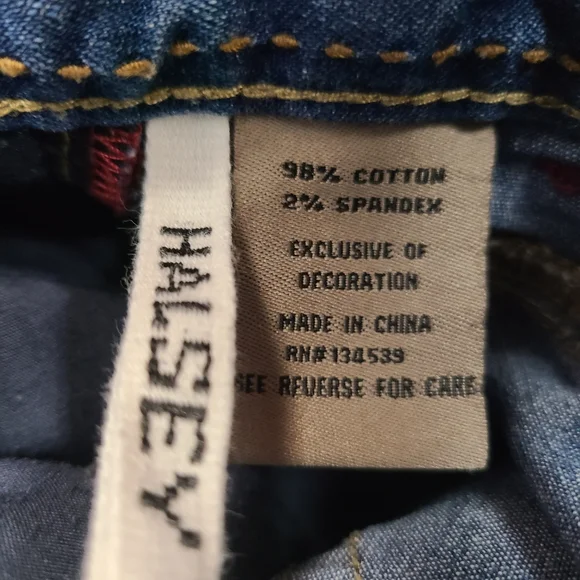 98% COTTON
2% SPANDEX
EXCLUSIVE OF
DECORATION
MADE IN CHINA
RN#134539
SEE REVERSE FOR CARE
HALSEY